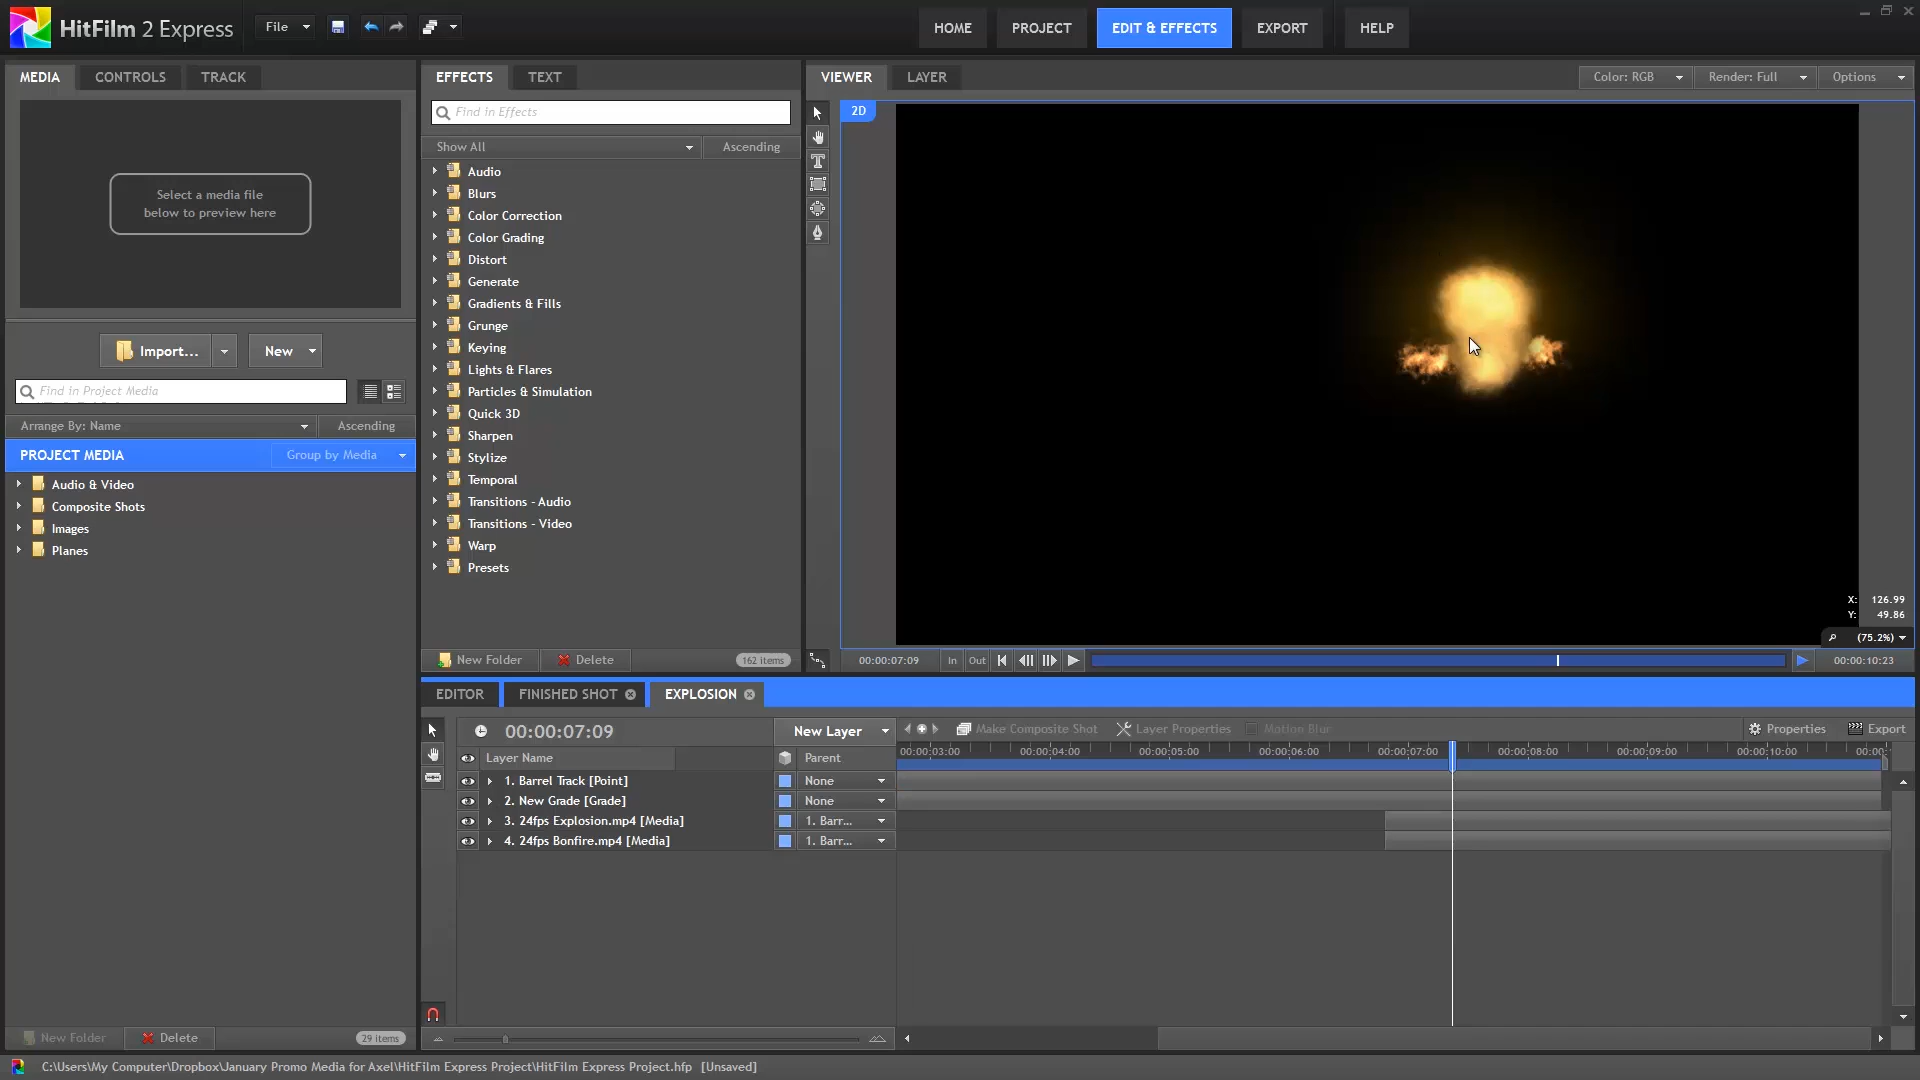 HitFilm 2 Express
File
HOME
PROJECT
EDIT & EFFECTS
EXPORT
HELP
MEDIA
CONTROLS
TRACK
Select a media file
below to preview here
Import...
New
Find in Project Media
Arrange By: Name
Ascending
PROJECT MEDIA
Group by Media
Audio & Video
Composite Shots
Images
Planes
New Folder
Delete
29 items
EFFECTS
TEXT
Find in Effects
Show All
Ascending
Audio
Blurs
Color Correction
Color Grading
Distort
Generate
Gradients & Fills
Grunge
Keying
Lights & Flares
Particles & Simulation
Quick 3D
Sharpen
Stylize
Temporal
Transitions - Audio
Transitions - Video
Warp
Presets
New Folder
Delete
162 items
VIEWER
LAYER
Color: RGB
Render: Full
Options
2D
X: 126.99
Y: 49.86
(75.2%)
00:00:07:09
In
Out
00:00:10:23
EDITOR
FINISHED SHOT
EXPLOSION
00:00:07:09
New Layer
Make Composite Shot
Layer Properties
Motion Blur
Properties
Export
Layer Name
Parent
00:00:03:00
00:00:04:00
00:00:05:00
00:00:06:00
00:00:07:00
00:00:08:00
00:00:09:00
00:00:10:00
00:00:
1. Barrel Track [Point]
None
2. New Grade [Grade]
None
3. 24fps Explosion.mp4 [Media]
1. Barr...
4. 24fps Bonfire.mp4 [Media]
1. Barr...
C:\Users\My Computer\Dropbox\January Promo Media for Axel\HitFilm Express Project\HitFilm Express Project.hfp [Unsaved]